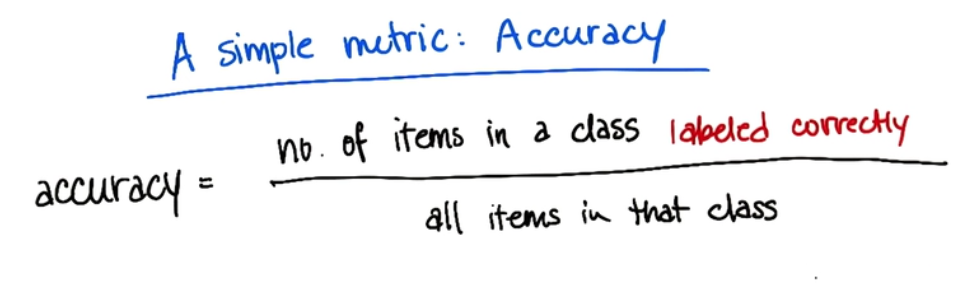 A simple metric: Accuracy
no. of items in a class labeled correctly
accuracy =
all items in that class